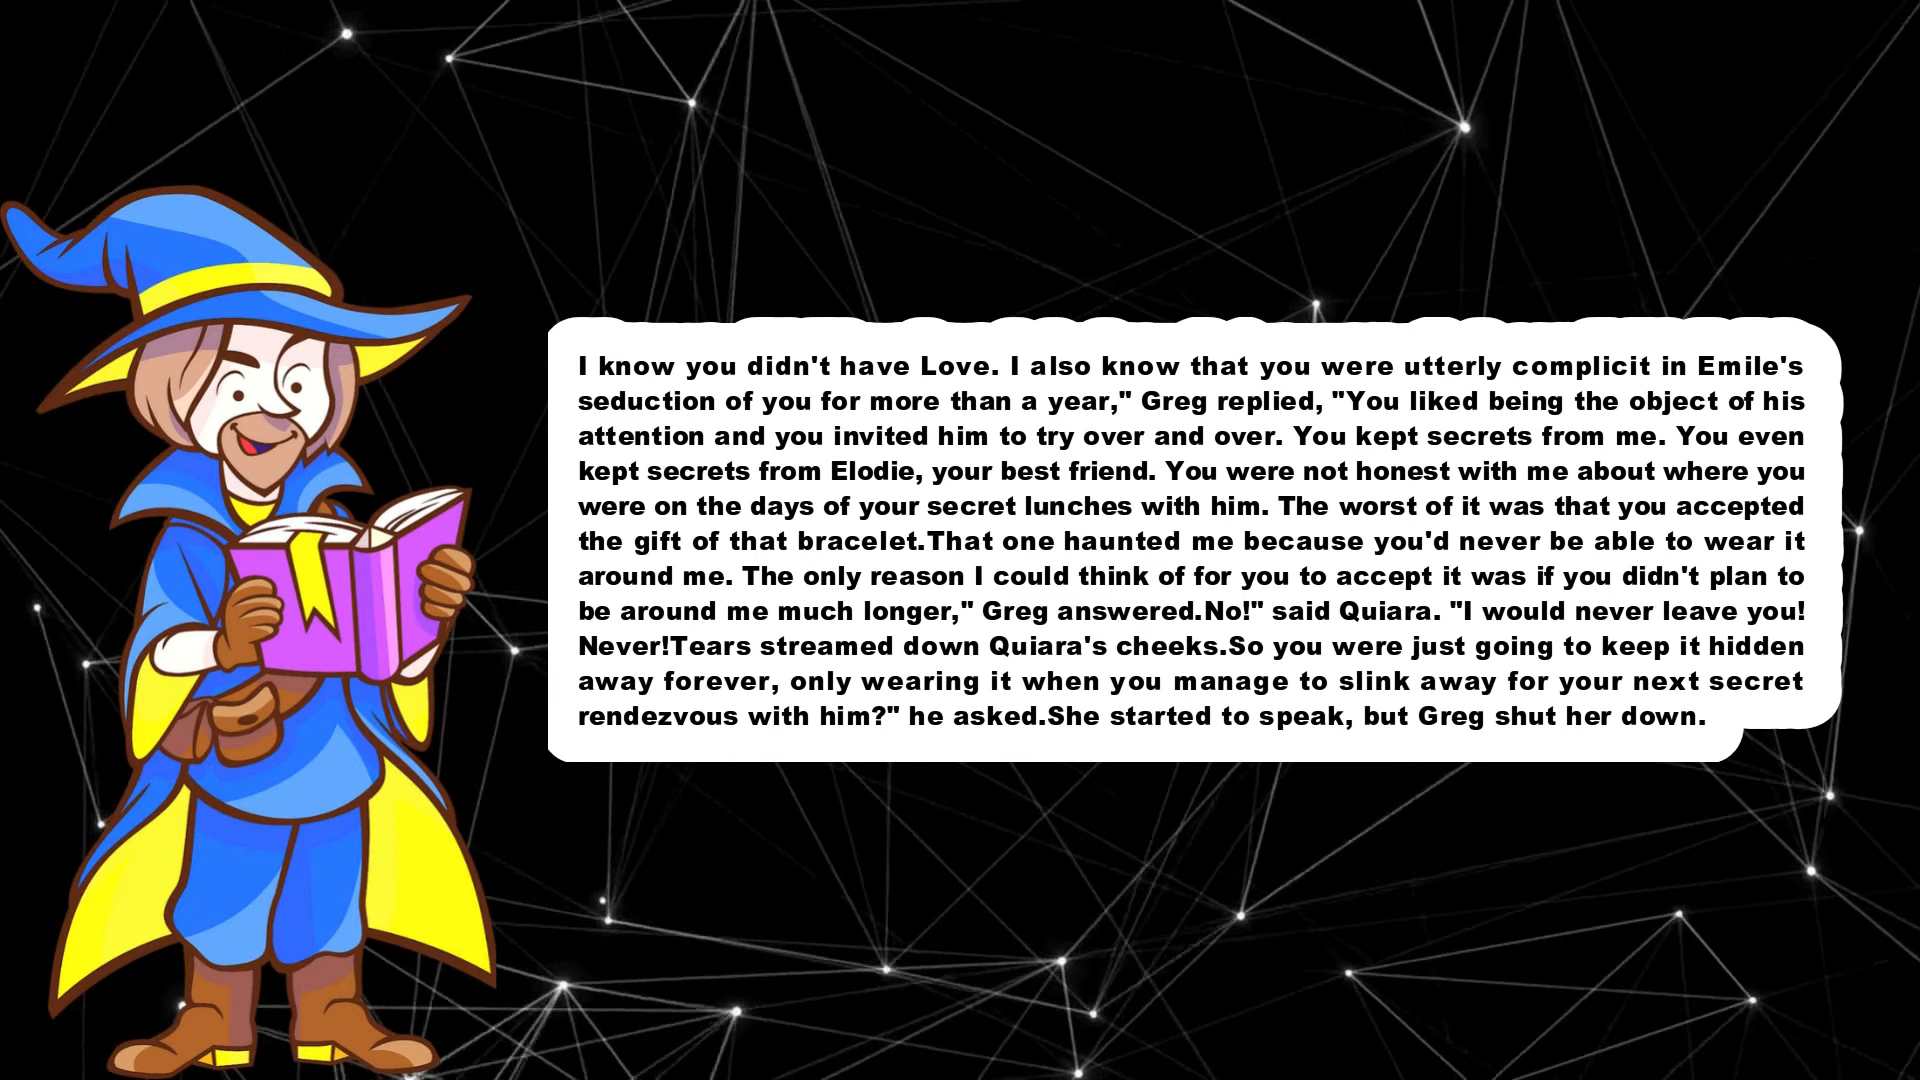 I know you didn't have Love. I also know that you were utterly complicit in Emile's
seduction of you for more than a year," Greg replied, "You liked being the object of his
attention and you invited him to try over and over. You kept secrets from me. You even
kept secrets from Elodie, your best friend. You were not honest with me about where you
were on the days of your secret lunches with him. The worst of it was that you accepted
the gift of that bracelet.That one haunted me because you'd never be able to wear it
around me. The only reason I could think of for you to accept it was if you didn't plan to
be around me much longer," Greg answered.No!" said Quiara. "I would never leave you!
Never!Tears streamed down Quiara's cheeks.So you were just going to keep it hidden
away forever, only wearing it when you manage to slink away for your next secret
rendezvous with him?" he asked.She started to speak, but Greg shut her down.